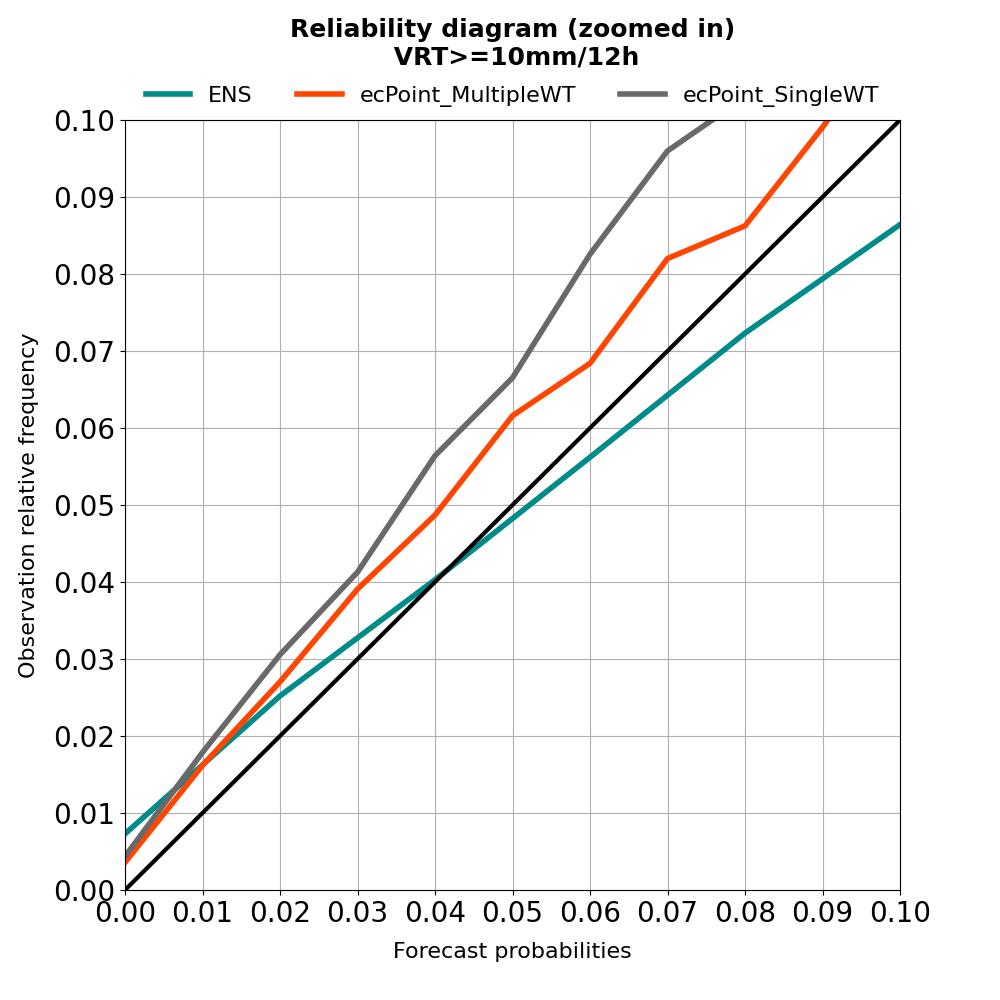 Reliability diagram (zoomed in)
VRT>=10mm/12h
ENS ecPoint_MultipleWT ecPoint_SingleWT
0.10
0.09
0.08
0.07
0.06
0.05
0.04
0.03
0.02
0.01
0.00
Observation relative frequency
0.00 0.01 0.02 0.03 0.04 0.05 0.06 0.07 0.08 0.09 0.10
Forecast probabilities